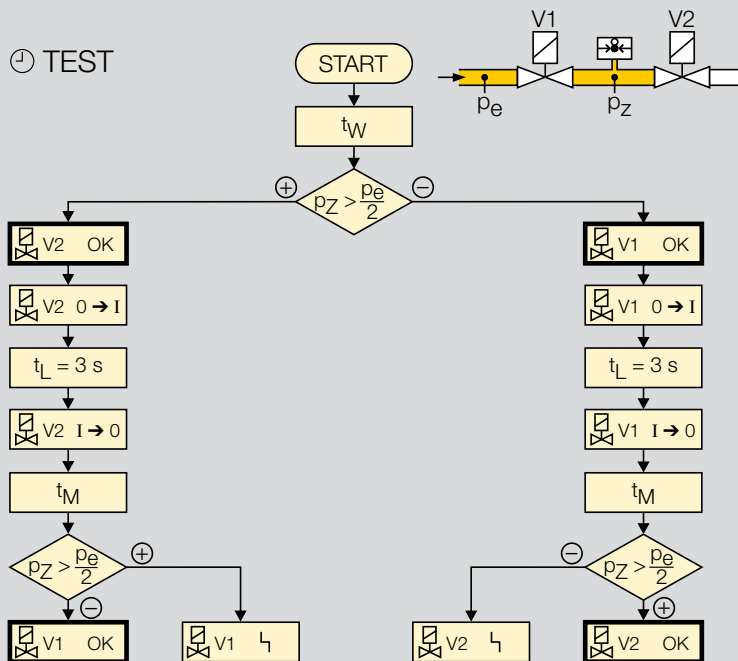 V1 V2
TEST
START
pe pz
tW
pZ > pe/2
+ −
V2 OK
V1 OK
V2 0 ➔ I
V1 0 ➔ I
tL = 3 s
tL = 3 s
V2 I ➔ 0
V1 I ➔ 0
tM
tM
pZ > pe/2
+
−
pZ > pe/2
−
+
V1 OK
V1
V2
V2 OK